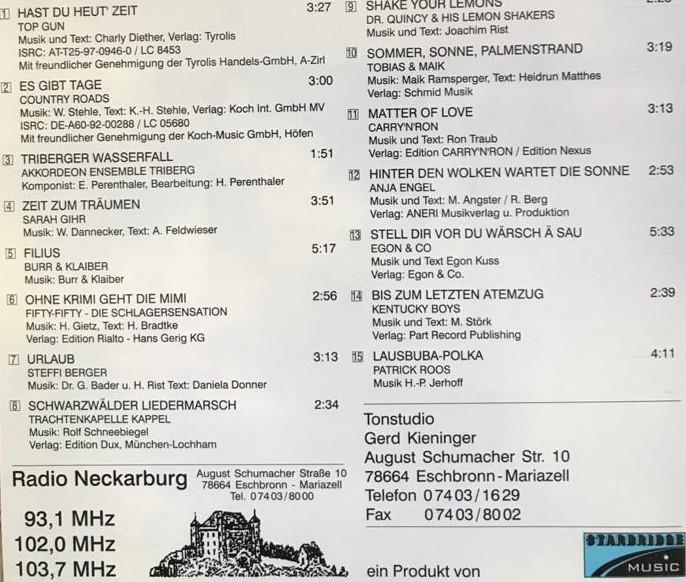 1 HAST DU HEUT' ZEIT 3:27
TOP GUN
Musik und Text: Charly Diether, Verlag: Tyrolis
ISRC: AT-T25-97-0946-0 / LC 8453
Mit freundlicher Genehmigung der Tyrolis Handels-GmbH, A-Zirl
2 ES GIBT TAGE 3:00
COUNTRY ROADS
Musik: W. Stehle, Text: K.-H. Stehle, Verlag: Koch Int. GmbH MV
ISRC: DE-A60-92-00288 / LC 05680
Mit freundlicher Genehmigung der Koch-Music GmbH, Höfen
3 TRIBERGER WASSERFALL 1:51
AKKORDEON ENSEMBLE TRIBERG
Komponist: E. Perenthaler, Bearbeitung: H. Perenthaler
4 ZEIT ZUM TRÄUMEN 3:51
SARAH GIHR
Musik: W. Dannecker, Text: A. Feldwieser
5 FILIUS 5:17
BURR & KLAIBER
Musik: Burr & Klaiber
6 OHNE KRIMI GEHT DIE MIMI 2:56
FIFTY-FIFTY - DIE SCHLAGERSENSATION
Musik: H. Gietz, Text: H. Bradtke
Verlag: Edition Rialto - Hans Gerig KG
7 URLAUB 3:13
STEFFI BERGER
Musik: Dr. G. Bader u. H. Rist Text: Daniela Donner
8 SCHWARZWÄLDER LIEDERMARSCH 2:34
TRACHTENKAPELLE KAPPEL
Musik: Rolf Schneebiegel
Verlag: Edition Dux, München-Lochham
9 SHAKE YOUR LEMONS
DR. QUINCY & HIS LEMON SHAKERS
Musik und Text: Joachim Rist
10 SOMMER, SONNE, PALMENSTRAND 3:19
TOBIAS & MAIK
Musik: Maik Ramsperger, Text: Heidrun Matthes
Verlag: Schmid Musik
11 MATTER OF LOVE 3:13
CARRY'N'RON
Musik und Text: Ron Traub
Verlag: Edition CARRY'N'RON / Edition Nexus
12 HINTER DEN WOLKEN WARTET DIE SONNE 2:53
ANJA ENGEL
Musik und Text: M. Angster / R. Berg
Verlag: ANERI Musikverlag u. Produktion
13 STELL DIR VOR DU WÄRSCH Ä SAU 5:33
EGON & CO
Musik und Text Egon Kuss
Verlag: Egon & Co.
14 BIS ZUM LETZTEN ATEMZUG 2:39
KENTUCKY BOYS
Musik und Text: M. Störk
Verlag: Part Record Publishing
15 LAUSBUBA-POLKA 4:11
PATRICK ROOS
Musik H.-P. Jerhoff
Radio Neckarburg
August Schumacher Straße 10
78664 Eschbronn - Mariazell
Tel. 07403/8000
93,1 MHz
102,0 MHz
103,7 MHz
Tonstudio
Gerd Kieninger
August Schumacher Str. 10
78664 Eschbronn - Mariazell
Telefon 07403/1629
Fax 07403/8002
ein Produkt von
STARBRIDGE
MUSIC